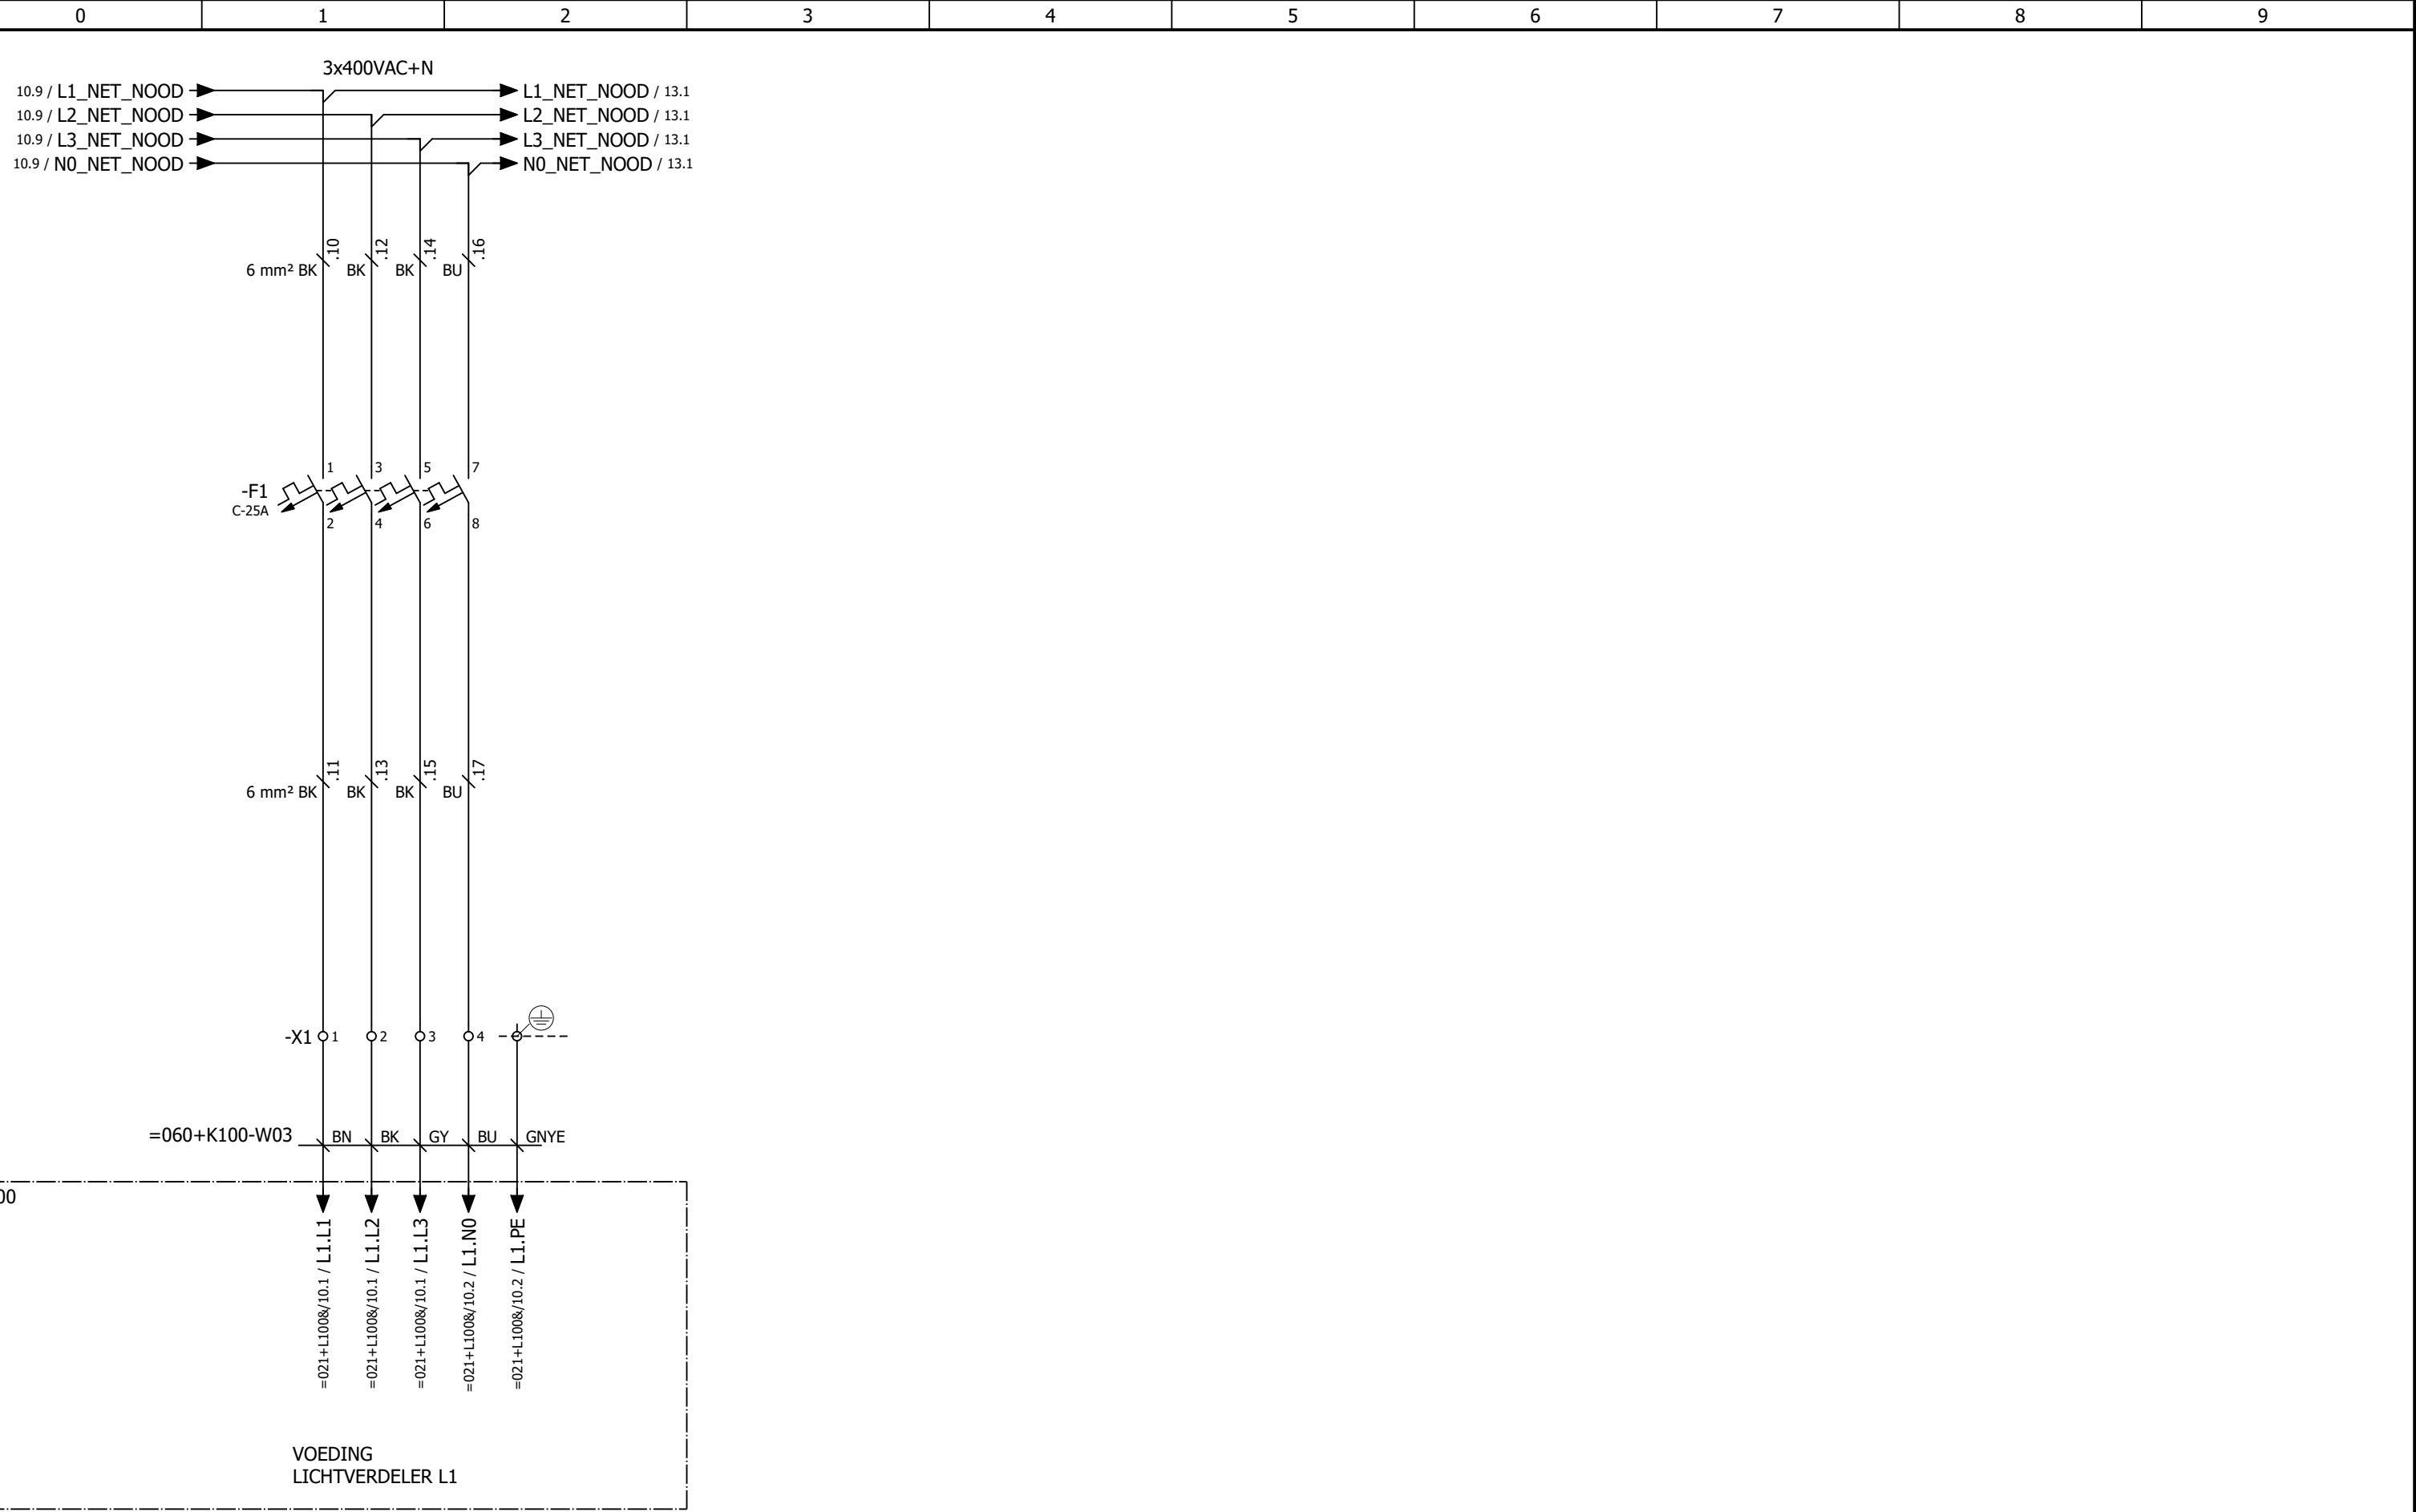 0 1 2 3 4 5 6 7 8 9
3x400VAC+N
10.9 / L1_NET_NOOD L1_NET_NOOD / 13.1
10.9 / L2_NET_NOOD L2_NET_NOOD / 13.1
10.9 / L3_NET_NOOD L3_NET_NOOD / 13.1
10.9 / N0_NET_NOOD N0_NET_NOOD / 13.1
.10 .12 .14 .16
6 mm² BK BK BK BU
1 3 5 7
-F1
C-25A
2 4 6 8
.11 .13 .15 .17
6 mm² BK BK BK BU
-X1 1 2 3 4
=060+K100-W03 BN BK GY BU GNYE
00
=021+L100&/10.1 / L1.L1
=021+L100&/10.1 / L1.L2
=021+L100&/10.1 / L1.L3
=021+L100&/10.2 / L1.N0
=021+L100&/10.2 / L1.PE
VOEDING
LICHTVERDELER L1